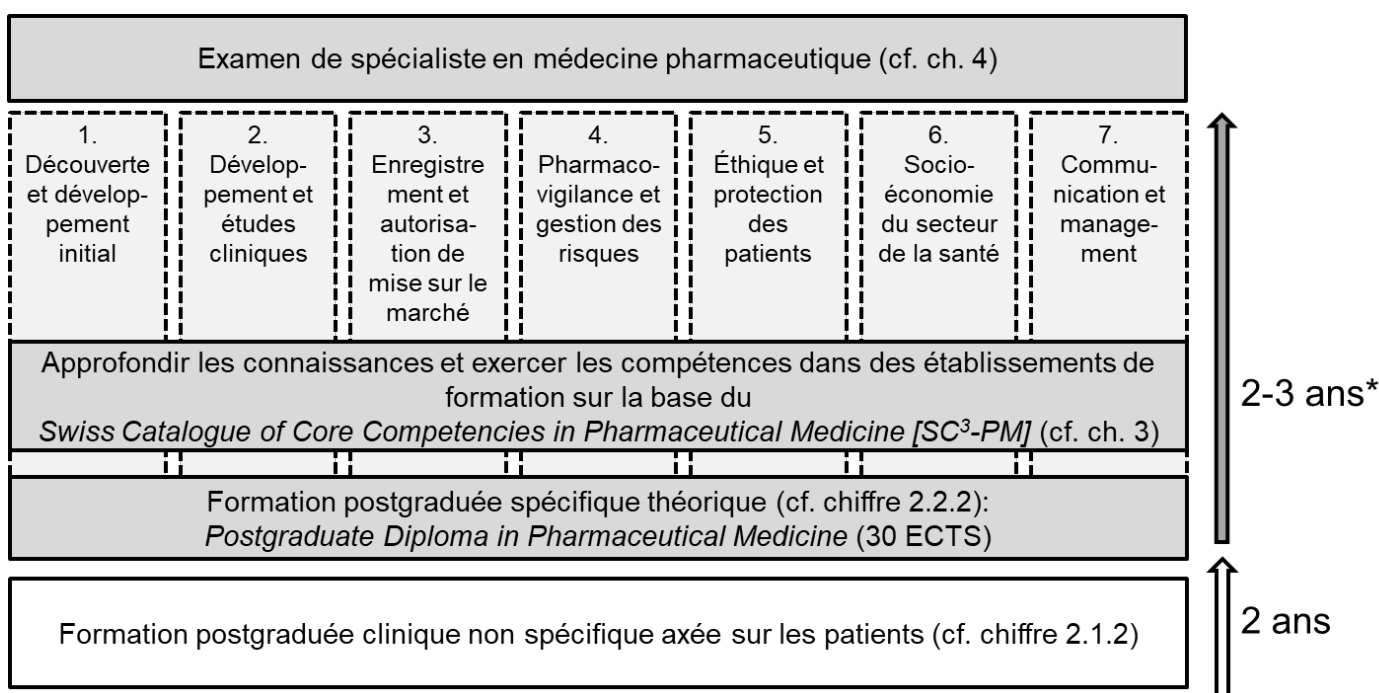 Examen de spécialiste en médecine pharmaceutique (cf. ch. 4)
1.
Découverte
et dévelop-
pement
initial
2.
Dévelop-
pement et
études
cliniques
3.
Enregistre
ment et
autorisa-
tion de
mise sur le
marché
4.
Pharmaco-
vigilance et
gestion des
risques
5.
Éthique et
protection
des
patients
6.
Socio-
économie
du secteur
de la santé
7.
Commu-
nication et
manage-
ment
Approfondir les connaissances et exercer les compétences dans des établissements de
formation sur la base du
Swiss Catalogue of Core Competencies in Pharmaceutical Medicine [SC³-PM] (cf. ch. 3)
2-3 ans*
Formation postgraduée spécifique théorique (cf. chiffre 2.2.2):
Postgraduate Diploma in Pharmaceutical Medicine (30 ECTS)
Formation postgraduée clinique non spécifique axée sur les patients (cf. chiffre 2.1.2)
2 ans